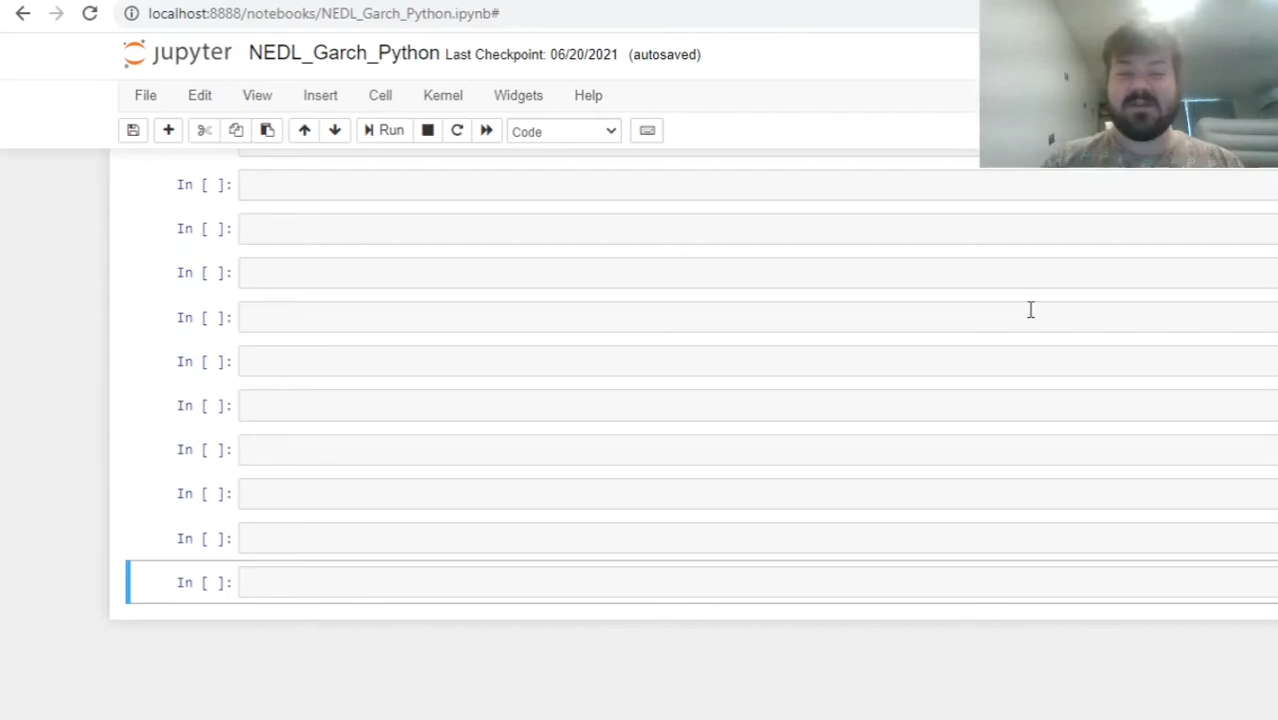 localhost:8888/notebooks/NEDL_Garch_Python.ipynb#
jupyter NEDL_Garch_Python Last Checkpoint: 06/20/2021 (autosaved)
File Edit View Insert Cell Kernel Widgets Help
Run Code
In [ ]:
In [ ]:
In [ ]:
In [ ]:
In [ ]:
In [ ]:
In [ ]:
In [ ]:
In [ ]:
In [ ]: